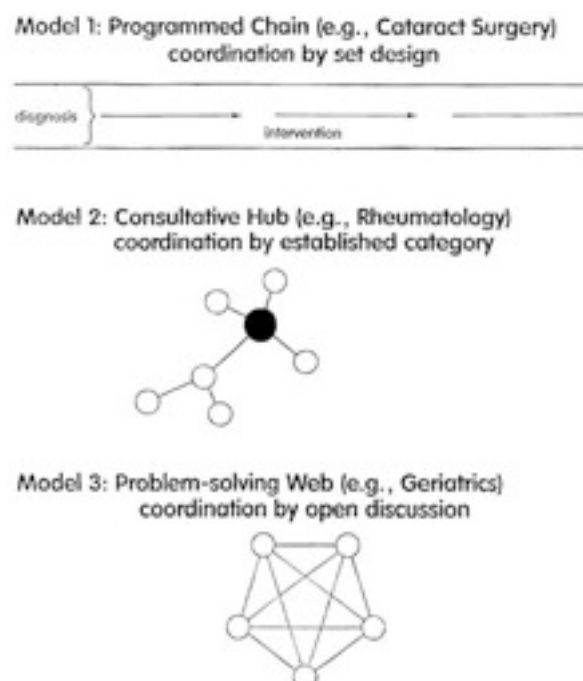 Model 1: Programmed Chain (e.g., Cataract Surgery)
coordination by set design
diagnosis
intervention
Model 2: Consultative Hub (e.g., Rheumatology)
coordination by established category
Model 3: Problem-solving Web (e.g., Geriatrics)
coordination by open discussion